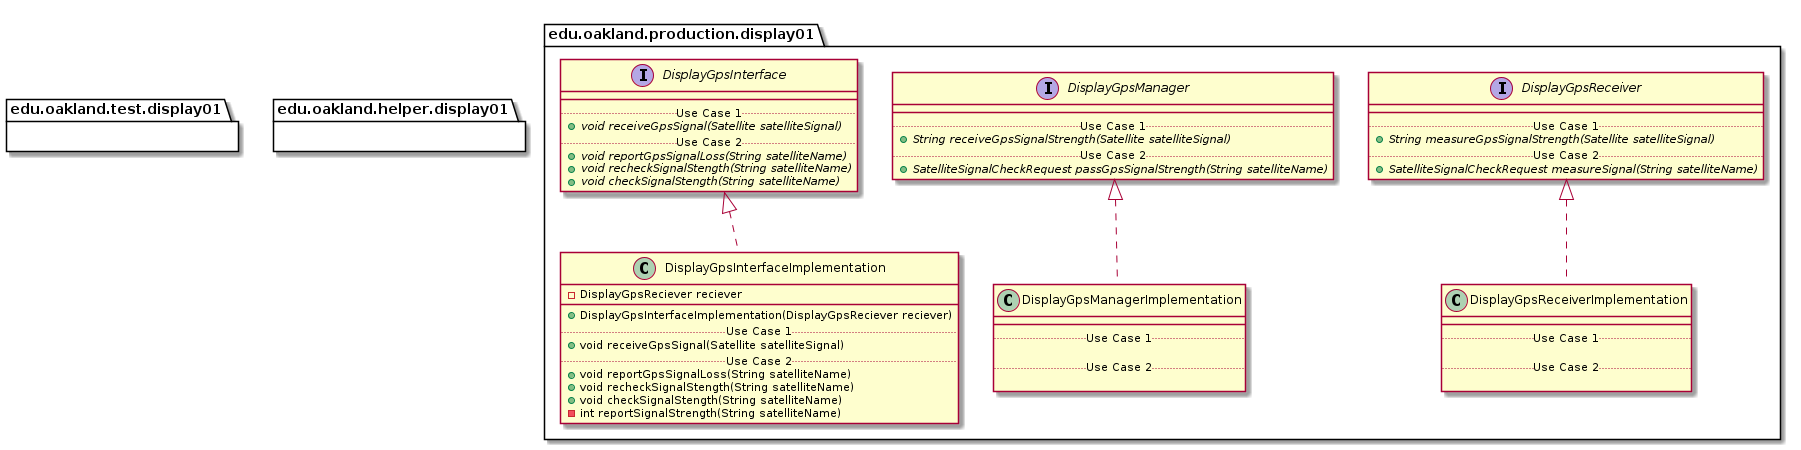 edu.oakland.test.display01
edu.oakland.helper.display01
edu.oakland.production.display01
I DisplayGpsInterface
Use Case 1
void receiveGpsSignal(Satellite satelliteSignal)
Use Case 2
void reportGpsSignalLoss(String satelliteName)
void recheckSignalStength(String satelliteName)
void checkSignalStength(String satelliteName)
I DisplayGpsManager
Use Case 1
String receiveGpsSignalStrength(Satellite satelliteSignal)
Use Case 2
SatelliteSignalCheckRequest passGpsSignalStrength(String satelliteName)
I DisplayGpsReceiver
Use Case 1
String measureGpsSignalStrength(Satellite satelliteSignal)
Use Case 2
SatelliteSignalCheckRequest measureSignal(String satelliteName)
C DisplayGpsInterfaceImplementation
DisplayGpsReciever reciever
DisplayGpsInterfaceImplementation(DisplayGpsReciever reciever)
Use Case 1
void receiveGpsSignal(Satellite satelliteSignal)
Use Case 2
void reportGpsSignalLoss(String satelliteName)
void recheckSignalStength(String satelliteName)
void checkSignalStength(String satelliteName)
int reportSignalStrength(String satelliteName)
C DisplayGpsManagerImplementation
Use Case 1
Use Case 2
C DisplayGpsReceiverImplementation
Use Case 1
Use Case 2